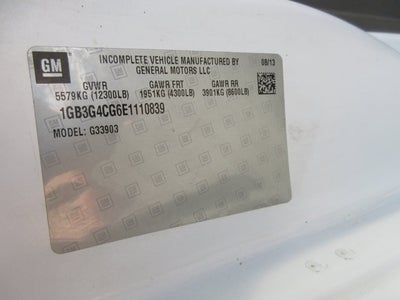 GM
INCOMPLETE VEHICLE MANUFACTURED BY 08/13
GENERAL MOTORS LLC
GVWR GAWR FRT GAWR RR
5579KG (12300LB) 1951KG (4300LB) 3901KG (8600LB)
1GB3G4CG6E1110839
MODEL: G33903